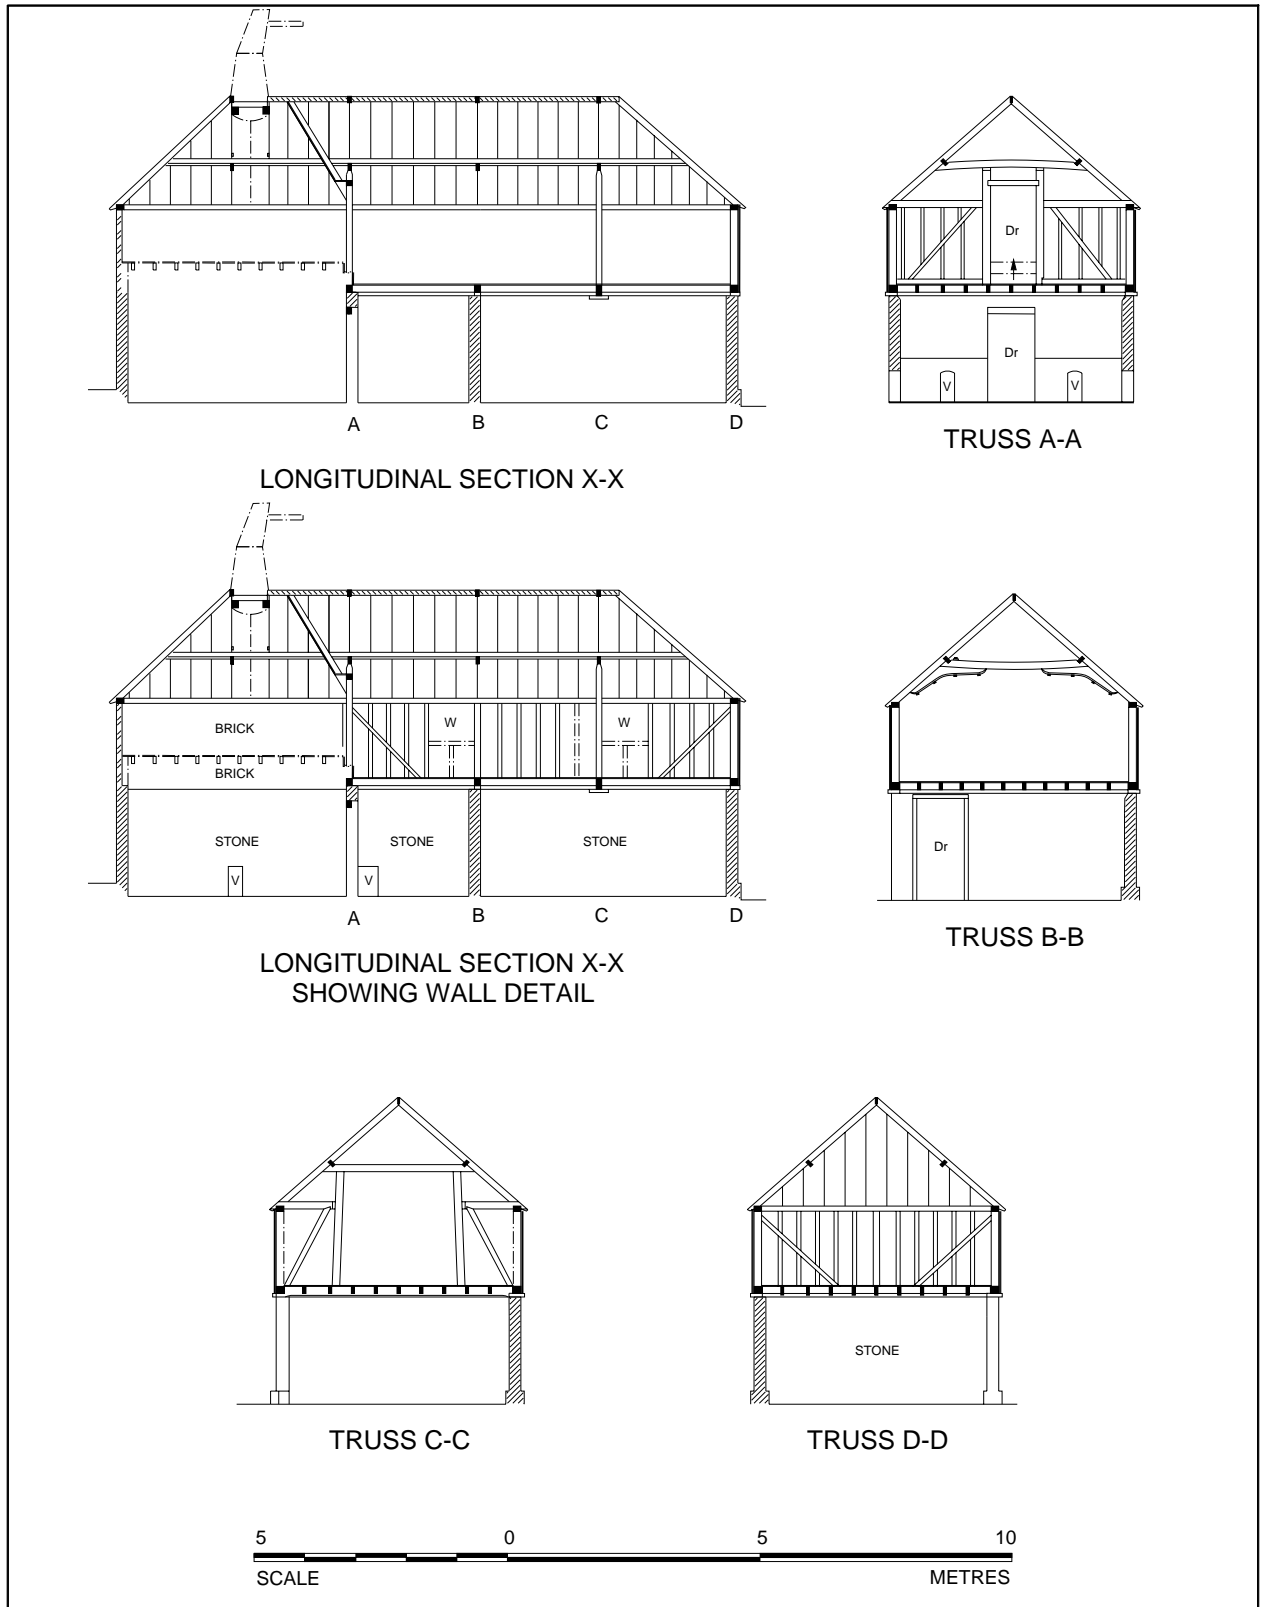 Dr
Dr
V
V
A
B
C
D
TRUSS A-A
LONGITUDINAL SECTION X-X
BRICK
W
W
BRICK
STONE
STONE
STONE
Dr
V
V
A
B
C
D
TRUSS B-B
LONGITUDINAL SECTION X-X
SHOWING WALL DETAIL
STONE
TRUSS C-C
TRUSS D-D
5 0 5 10
SCALE METRES